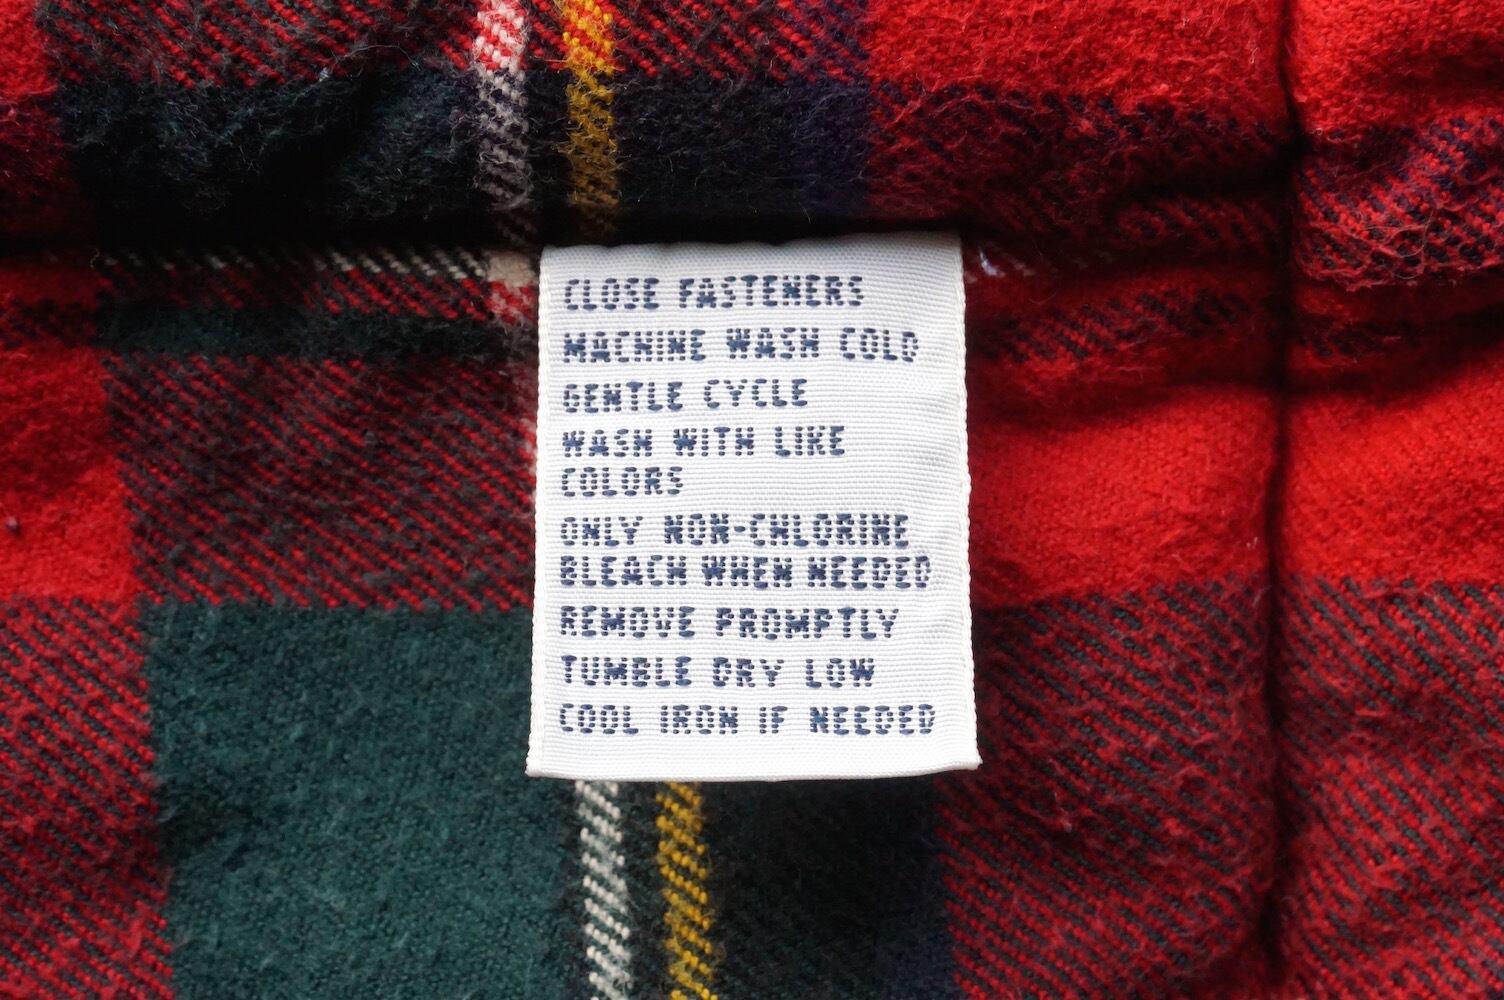 CLOSE FASTENERS
MACHINE WASH COLD
GENTLE CYCLE
WASH WITH LIKE
COLORS
ONLY NON-CHLORINE
BLEACH WHEN NEEDED
REMOVE PROMPTLY
TUMBLE DRY LOW
COOL IRON IF NEEDED